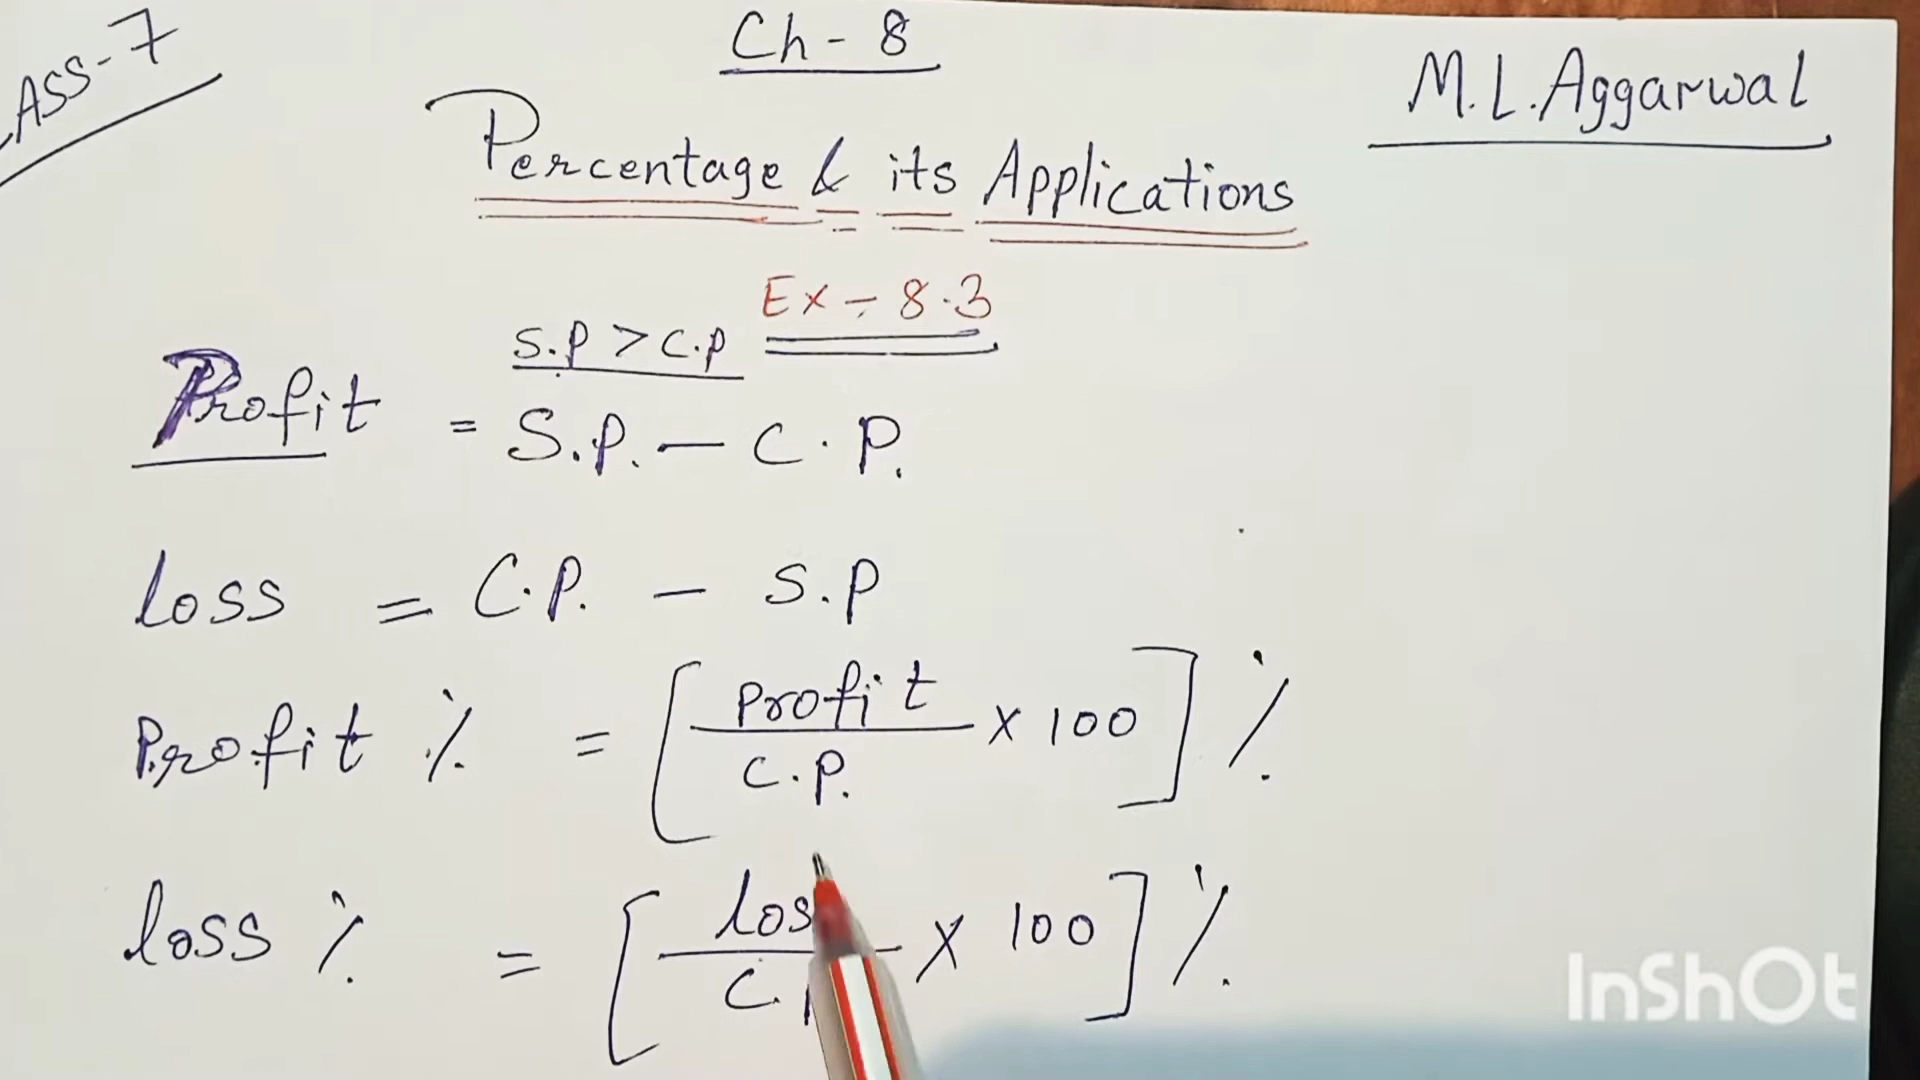 Ch - 8
ASS-7
M.L.Aggarwal
Percentage & its Applications
Ex - 8.3
S.P > C.P
Profit = S.P. - C.P.
loss = C.P. - S.P
Profit % = [profit / C.P. × 100] %
loss % = [los / C. × 100] %
InShOt